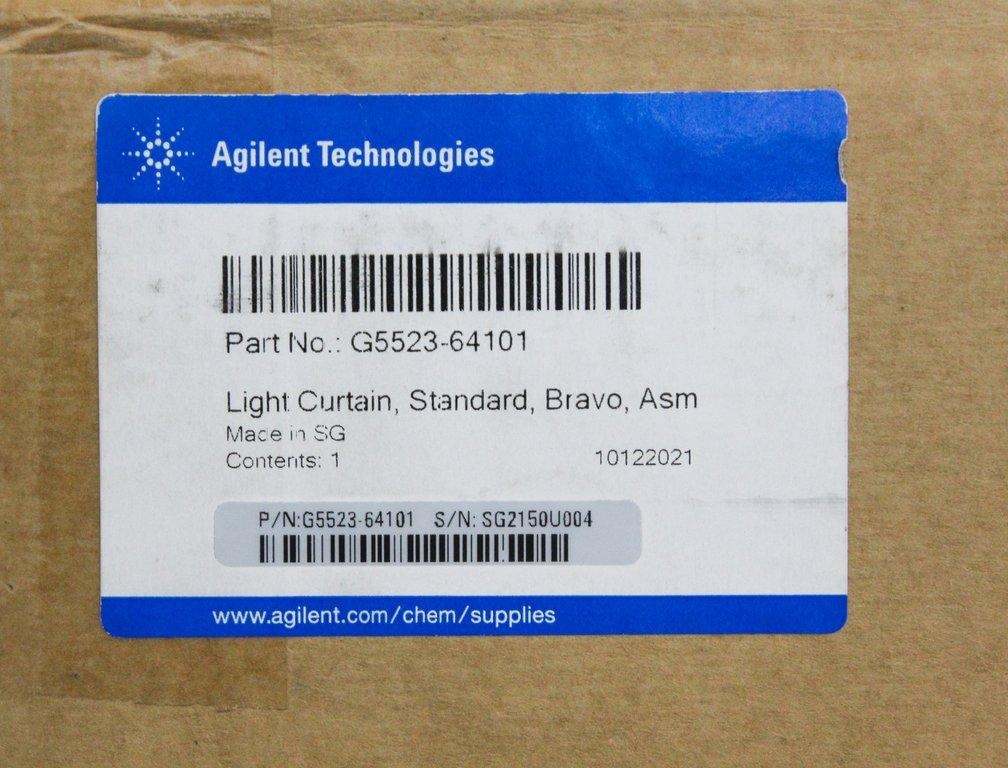 Agilent Technologies
Part No.: G5523-64101
Light Curtain, Standard, Bravo, Asm
Made in SG
Contents: 1 10122021
P/N:G5523-64101 S/N: SG2150U004
www.agilent.com/chem/supplies